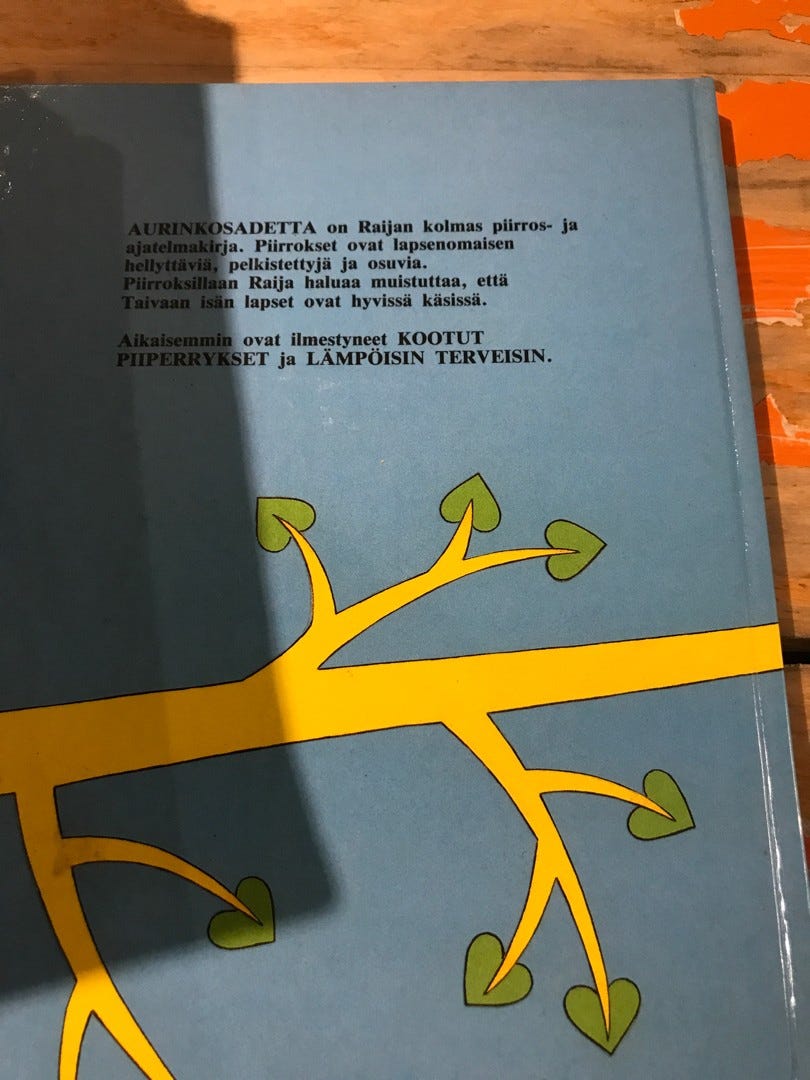 AURINKOSADETTA on Raijan kolmas piirros- ja
ajatelmakirja. Piirrokset ovat lapsenomaisen
hellyttäviä, pelkistettyjä ja osuvia.
Piirroksillaan Raija haluaa muistuttaa, että
Taivaan isän lapset ovat hyvissä käsissä.
Aikaisemmin ovat ilmestyneet KOOTUT
PIIPERRYKSET ja LÄMPÖISIN TERVEISIN.